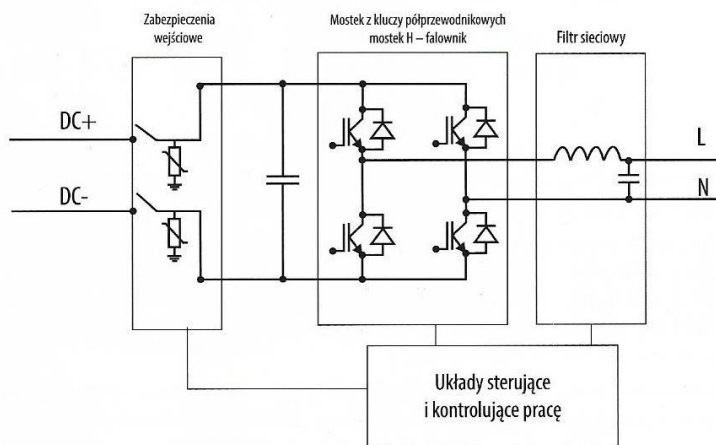 Zabezpieczenia
wejściowe
Mostek z kluczy półprzewodnikowych
mostek H – falownik
Filtr sieciowy
DC+
DC-
L
N
Układy sterujące
i kontrolujące pracę